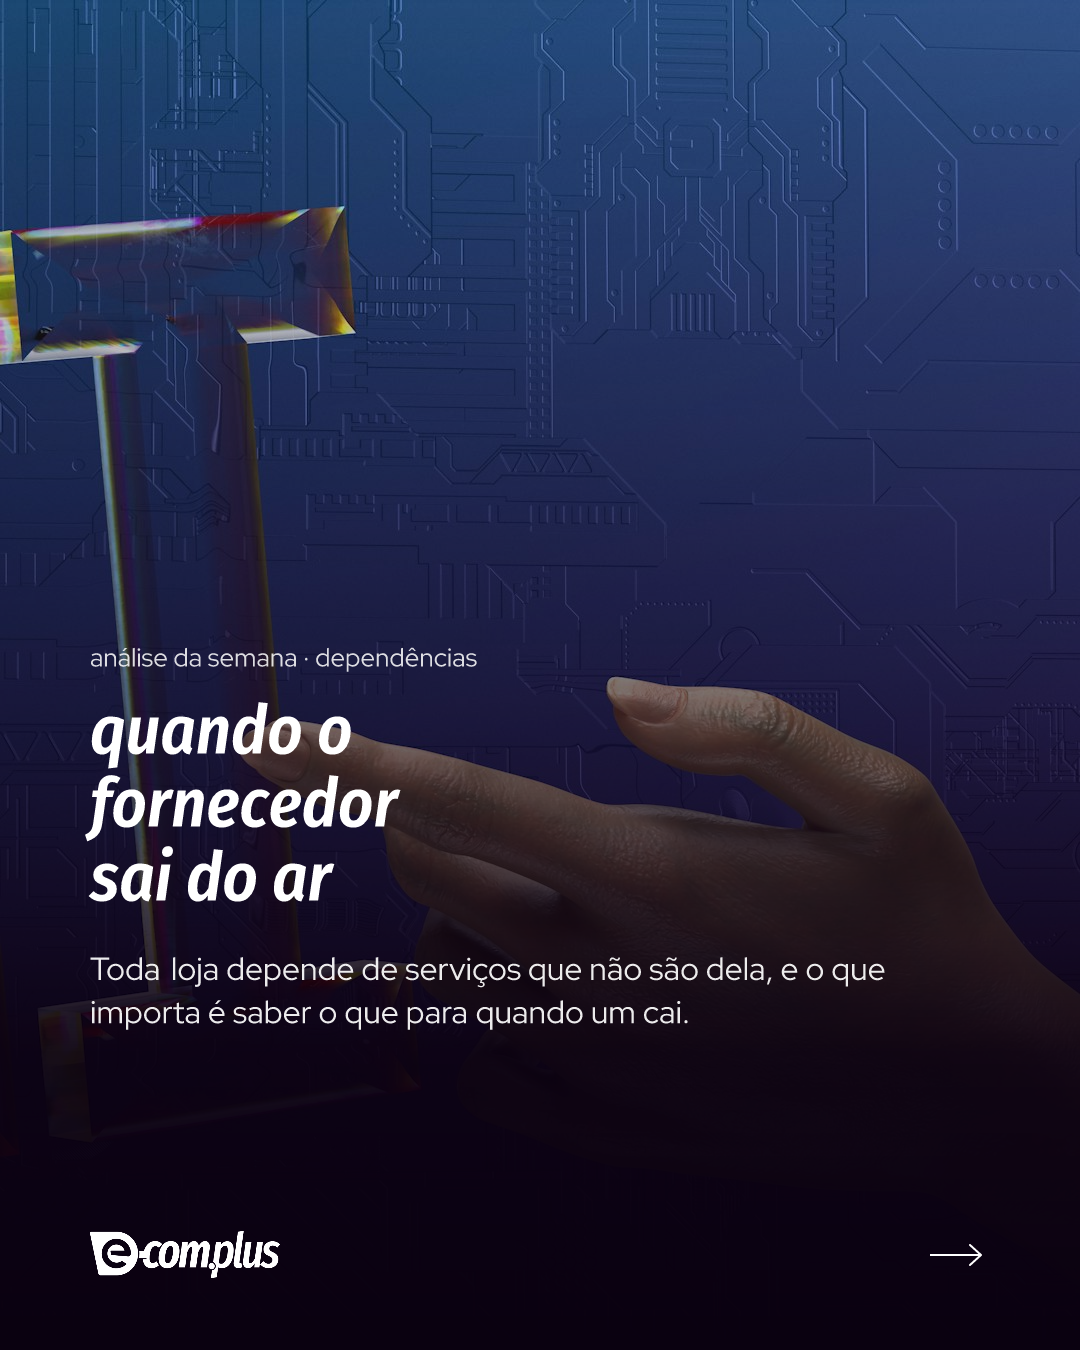 análise da semana · dependências
quando o
fornecedor
sai do ar
Toda loja depende de serviços que não são dela, e o que
importa é saber o que para quando um cai.
e-com.plus